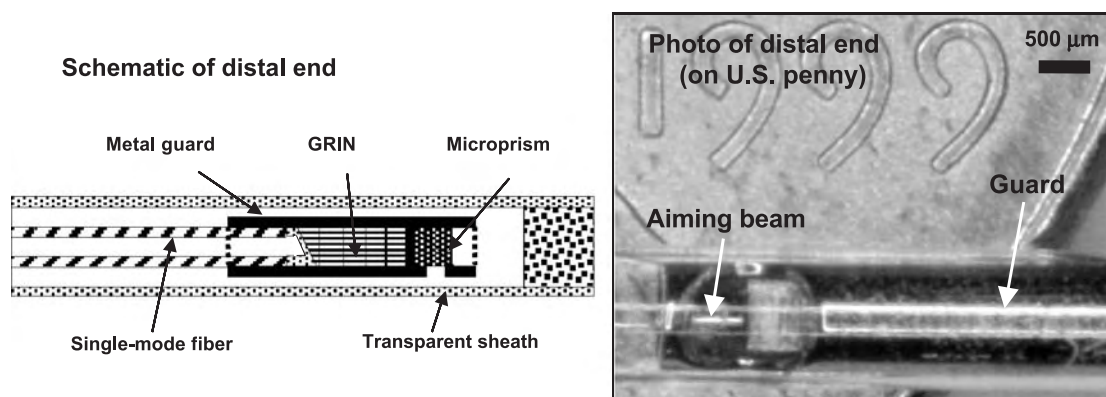 Schematic of distal end
Metal guard
GRIN
Microprism
Single-mode fiber
Transparent sheath
Photo of distal end
(on U.S. penny)
500 µm
1999
Guard
Aiming beam